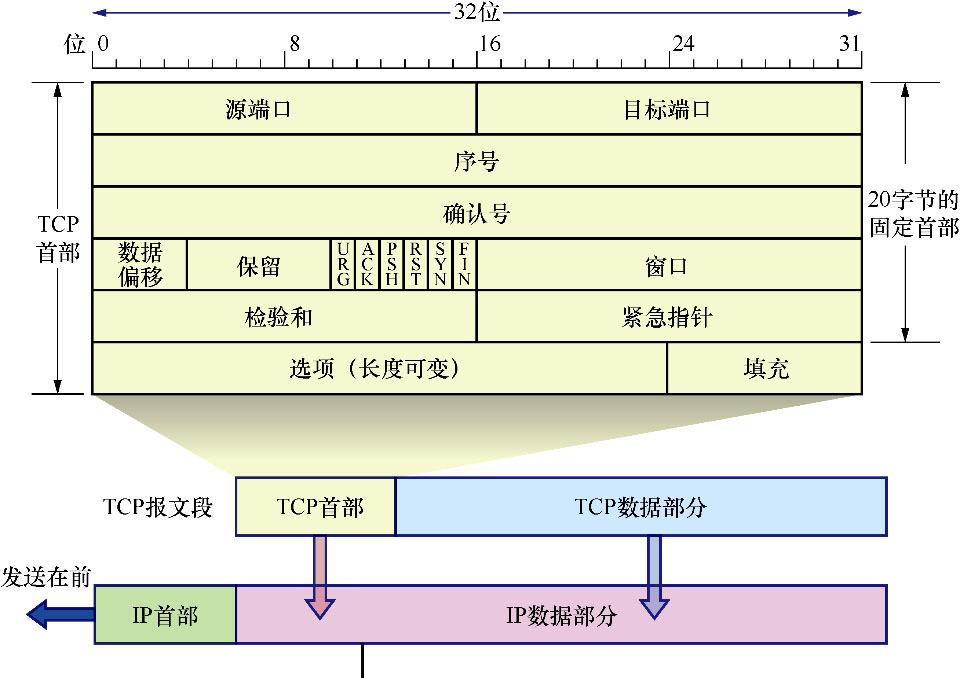 32位
位 0 8 16 24 31
源端口 目标端口
序号
TCP
首部
确认号
20字节的
固定首部
数据
偏移
保留
URG
ACK
PSH
RST
SYN
FIN
窗口
检验和 紧急指针
选项（长度可变） 填充
TCP报文段 TCP首部 TCP数据部分
发送在前
IP首部 IP数据部分